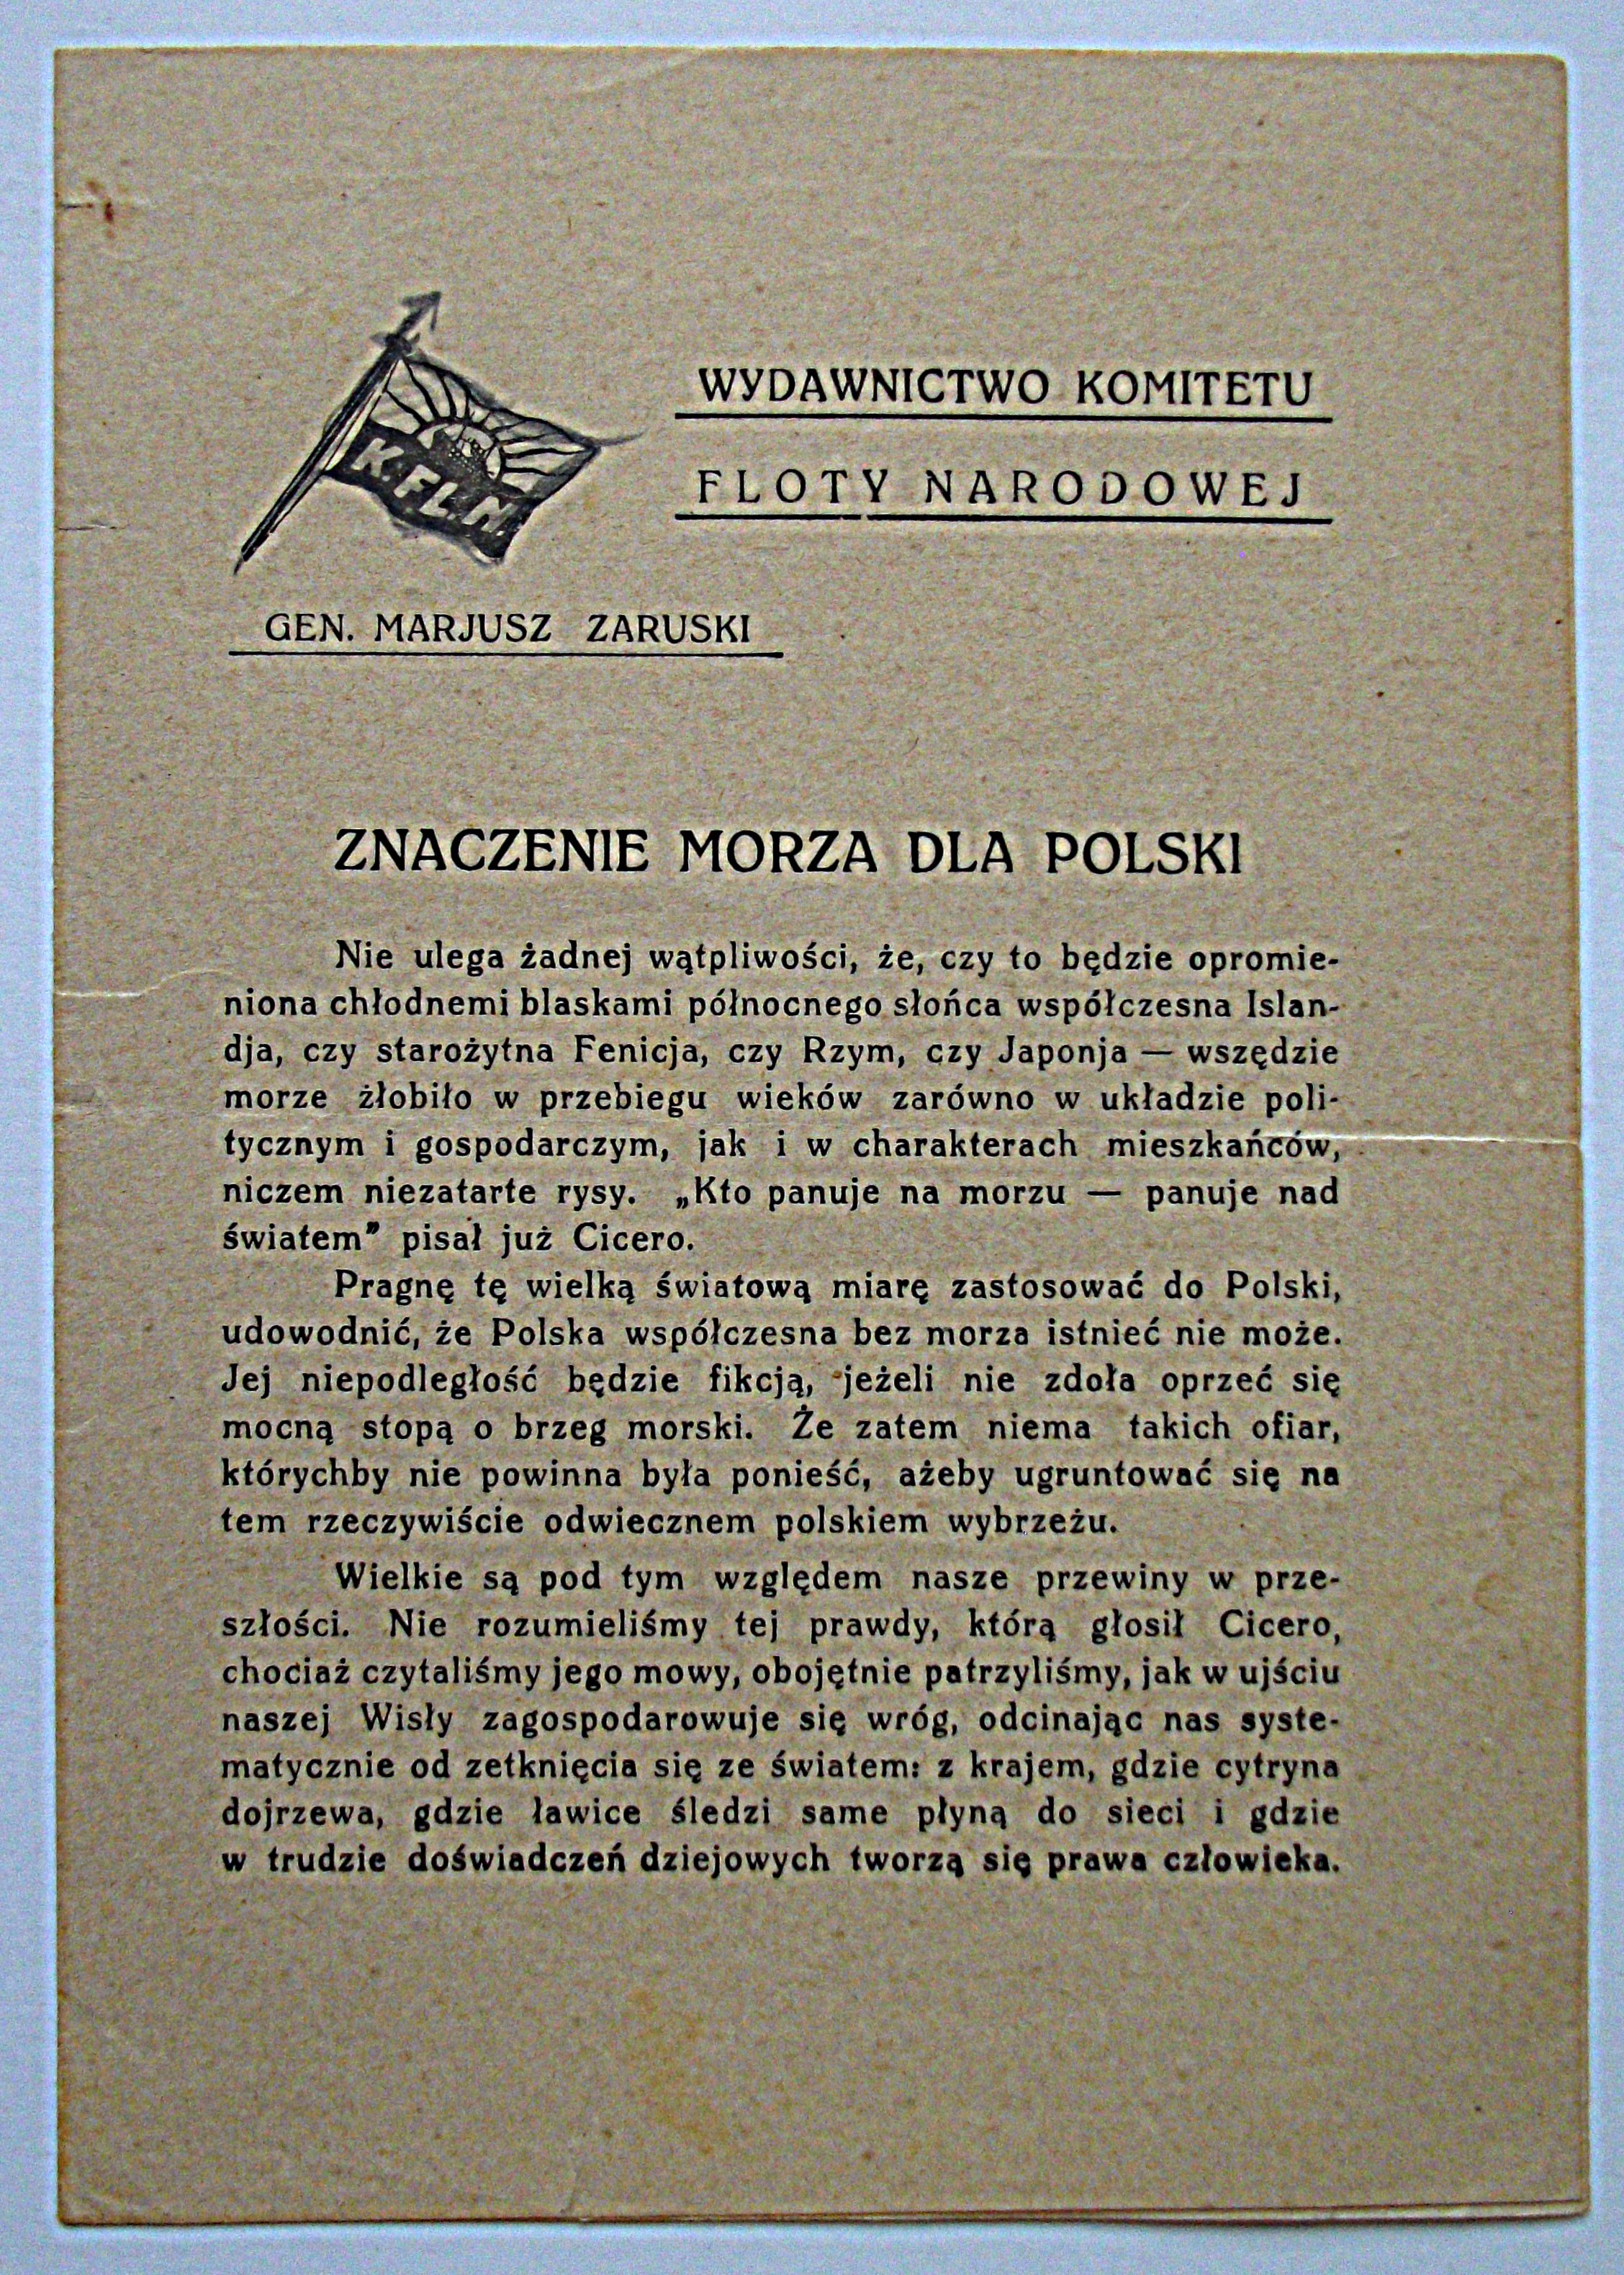 WYDAWNICTWO KOMITETU
FLOTY NARODOWEJ
GEN. MARJUSZ ZARUSKI
ZNACZENIE MORZA DLA POLSKI
Nie ulega żadnej wątpliwości, że, czy to będzie opromie-
niona chłodnemi blaskami północnego słońca współczesna Islan-
dja, czy starożytna Fenicja, czy Rzym, czy Japonja — wszędzie
morze żłobiło w przebiegu wieków zarówno w układzie poli-
tycznym i gospodarczym, jak i w charakterach mieszkańców,
niczem niezatarte rysy. „Kto panuje na morzu — panuje nad
światem” pisał już Cicero.
Pragnę tę wielką światową miarę zastosować do Polski,
udowodnić, że Polska współczesna bez morza istnieć nie może.
Jej niepodległość będzie fikcją, jeżeli nie zdoła oprzeć się
mocną stopą o brzeg morski. Że zatem niema takich ofiar,
którychby nie powinna była ponieść, ażeby ugruntować się na
tem rzeczywiście odwiecznem polskiem wybrzeżu.
Wielkie są pod tym względem nasze przewiny w prze-
szłości. Nie rozumieliśmy tej prawdy, którą głosił Cicero,
chociaż czytaliśmy jego mowy, obojętnie patrzyliśmy, jak w ujściu
naszej Wisły zagospodarowuje się wróg, odcinając nas syste-
matycznie od zetknięcia się ze światem: z krajem, gdzie cytryna
dojrzewa, gdzie ławice śledzi same płyną do sieci i gdzie
w trudzie doświadczeń dziejowych tworzą się prawa człowieka.